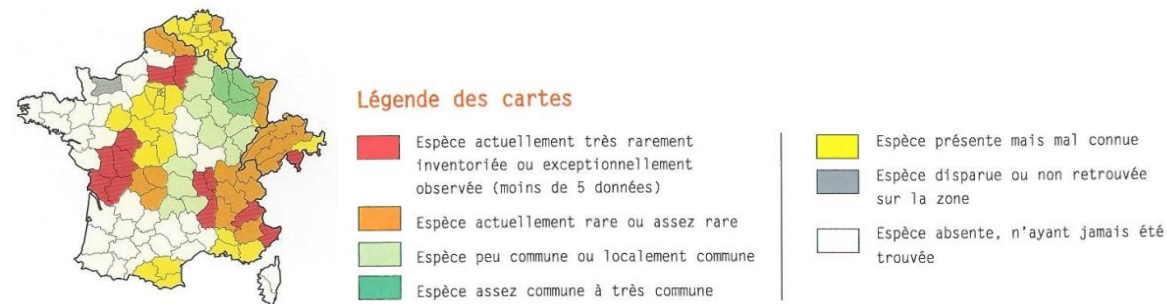 Légende des cartes
Espèce actuellement très rarement
inventoriée ou exceptionnellement
observée (moins de 5 données)
Espèce actuellement rare ou assez rare
Espèce peu commune ou localement commune
Espèce assez commune à très commune
Espèce présente mais mal connue
Espèce disparue ou non retrouvée
sur la zone
Espèce absente, n'ayant jamais été
trouvée